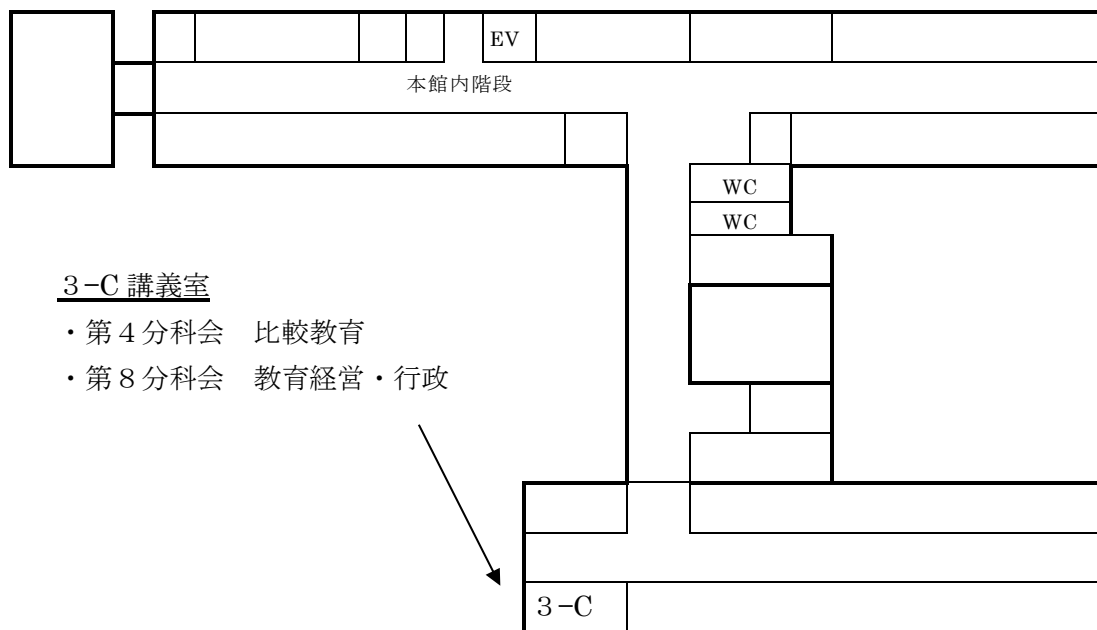 EV
本館内階段
WC
WC
3-C 講義室
・第4分科会 比較教育
・第8分科会 教育経営・行政
3-C